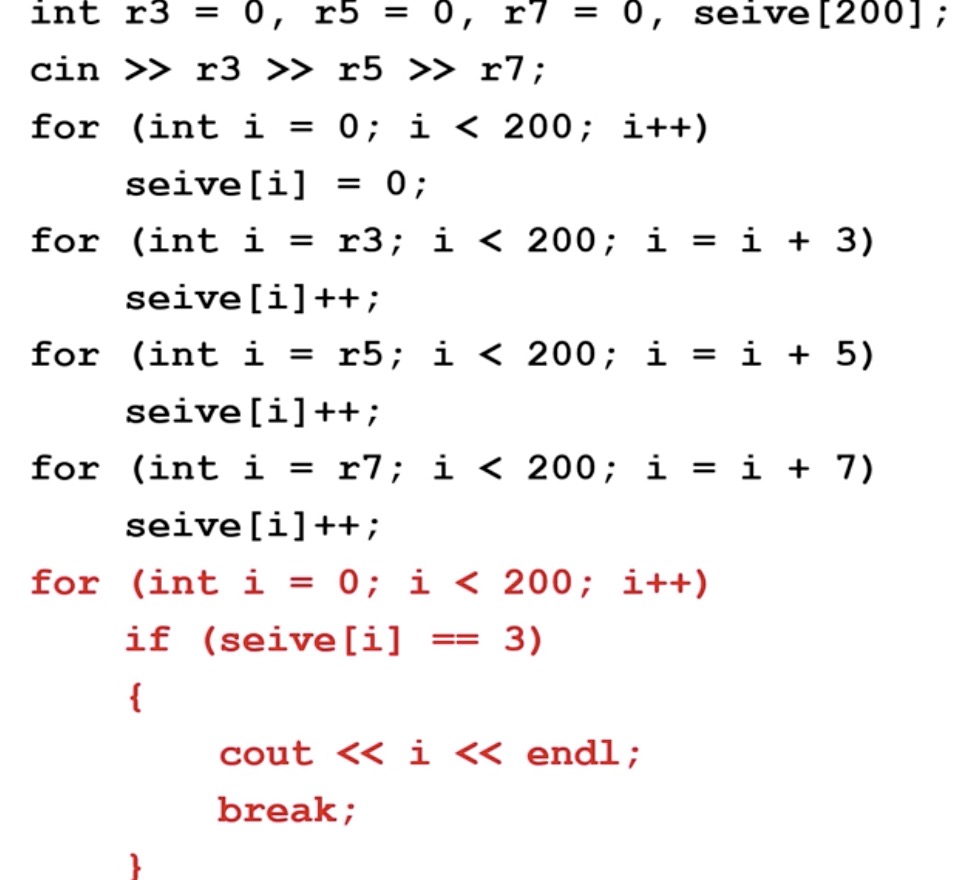 int r3 = 0, r5 = 0, r7 = 0, seive[200];
cin >> r3 >> r5 >> r7;
for (int i = 0; i < 200; i++)
    seive[i] = 0;
for (int i = r3; i < 200; i = i + 3)
    seive[i]++;
for (int i = r5; i < 200; i = i + 5)
    seive[i]++;
for (int i = r7; i < 200; i = i + 7)
    seive[i]++;
for (int i = 0; i < 200; i++)
    if (seive[i] == 3)
    {
        cout << i << endl;
        break;
    }